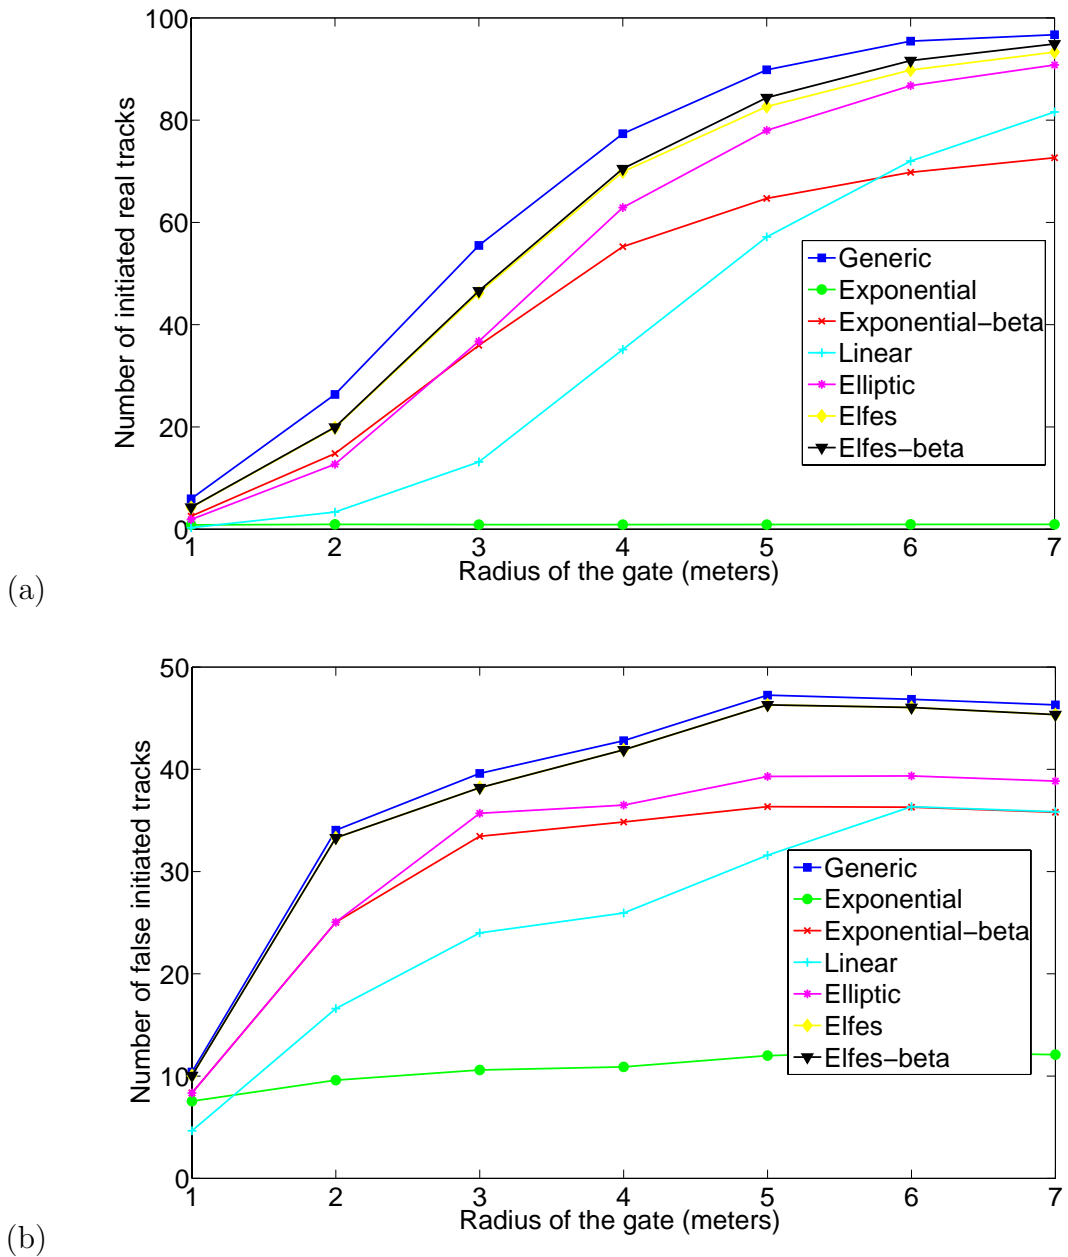 100
80
60
40
20
0
Number of initiated real tracks
Generic
Exponential
Exponential-beta
Linear
Elliptic
Elfes
Elfes-beta
1 2 3 4 5 6 7
Radius of the gate (meters)
(a)
50
40
30
20
10
0
Number of false initiated tracks
Generic
Exponential
Exponential-beta
Linear
Elliptic
Elfes
Elfes-beta
1 2 3 4 5 6 7
Radius of the gate (meters)
(b)